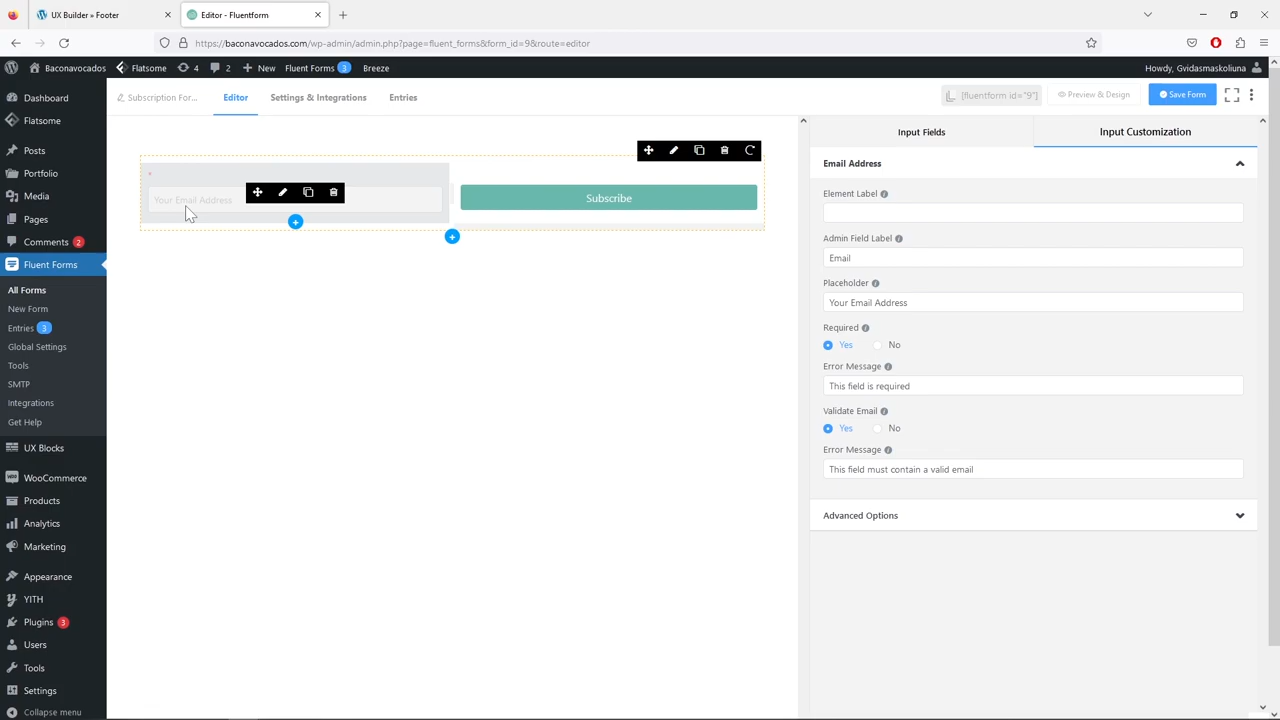 UX Builder » Footer
Editor - Fluentform
https://baconavocados.com/wp-admin/admin.php?page=fluent_forms&form_id=9&route=editor
Baconavocados
Flatsome
4
2
New
Fluent Forms 3
Breeze
Howdy, Gvidasmaskoliuna
Dashboard
Flatsome
Posts
Portfolio
Media
Pages
Comments 2
Fluent Forms
All Forms
New Form
Entries 3
Global Settings
Tools
SMTP
Integrations
Get Help
UX Blocks
WooCommerce
Products
Analytics
Marketing
Appearance
YITH
Plugins 3
Users
Tools
Settings
Collapse menu
Subscription For...
Editor
Settings & Integrations
Entries
[fluentform id="9"]
Preview & Design
Save Form
*
Your Email Address
Subscribe
Input Fields
Input Customization
Email Address
Element Label
Admin Field Label
Email
Placeholder
Your Email Address
Required
Yes
No
Error Message
This field is required
Validate Email
Yes
No
Error Message
This field must contain a valid email
Advanced Options